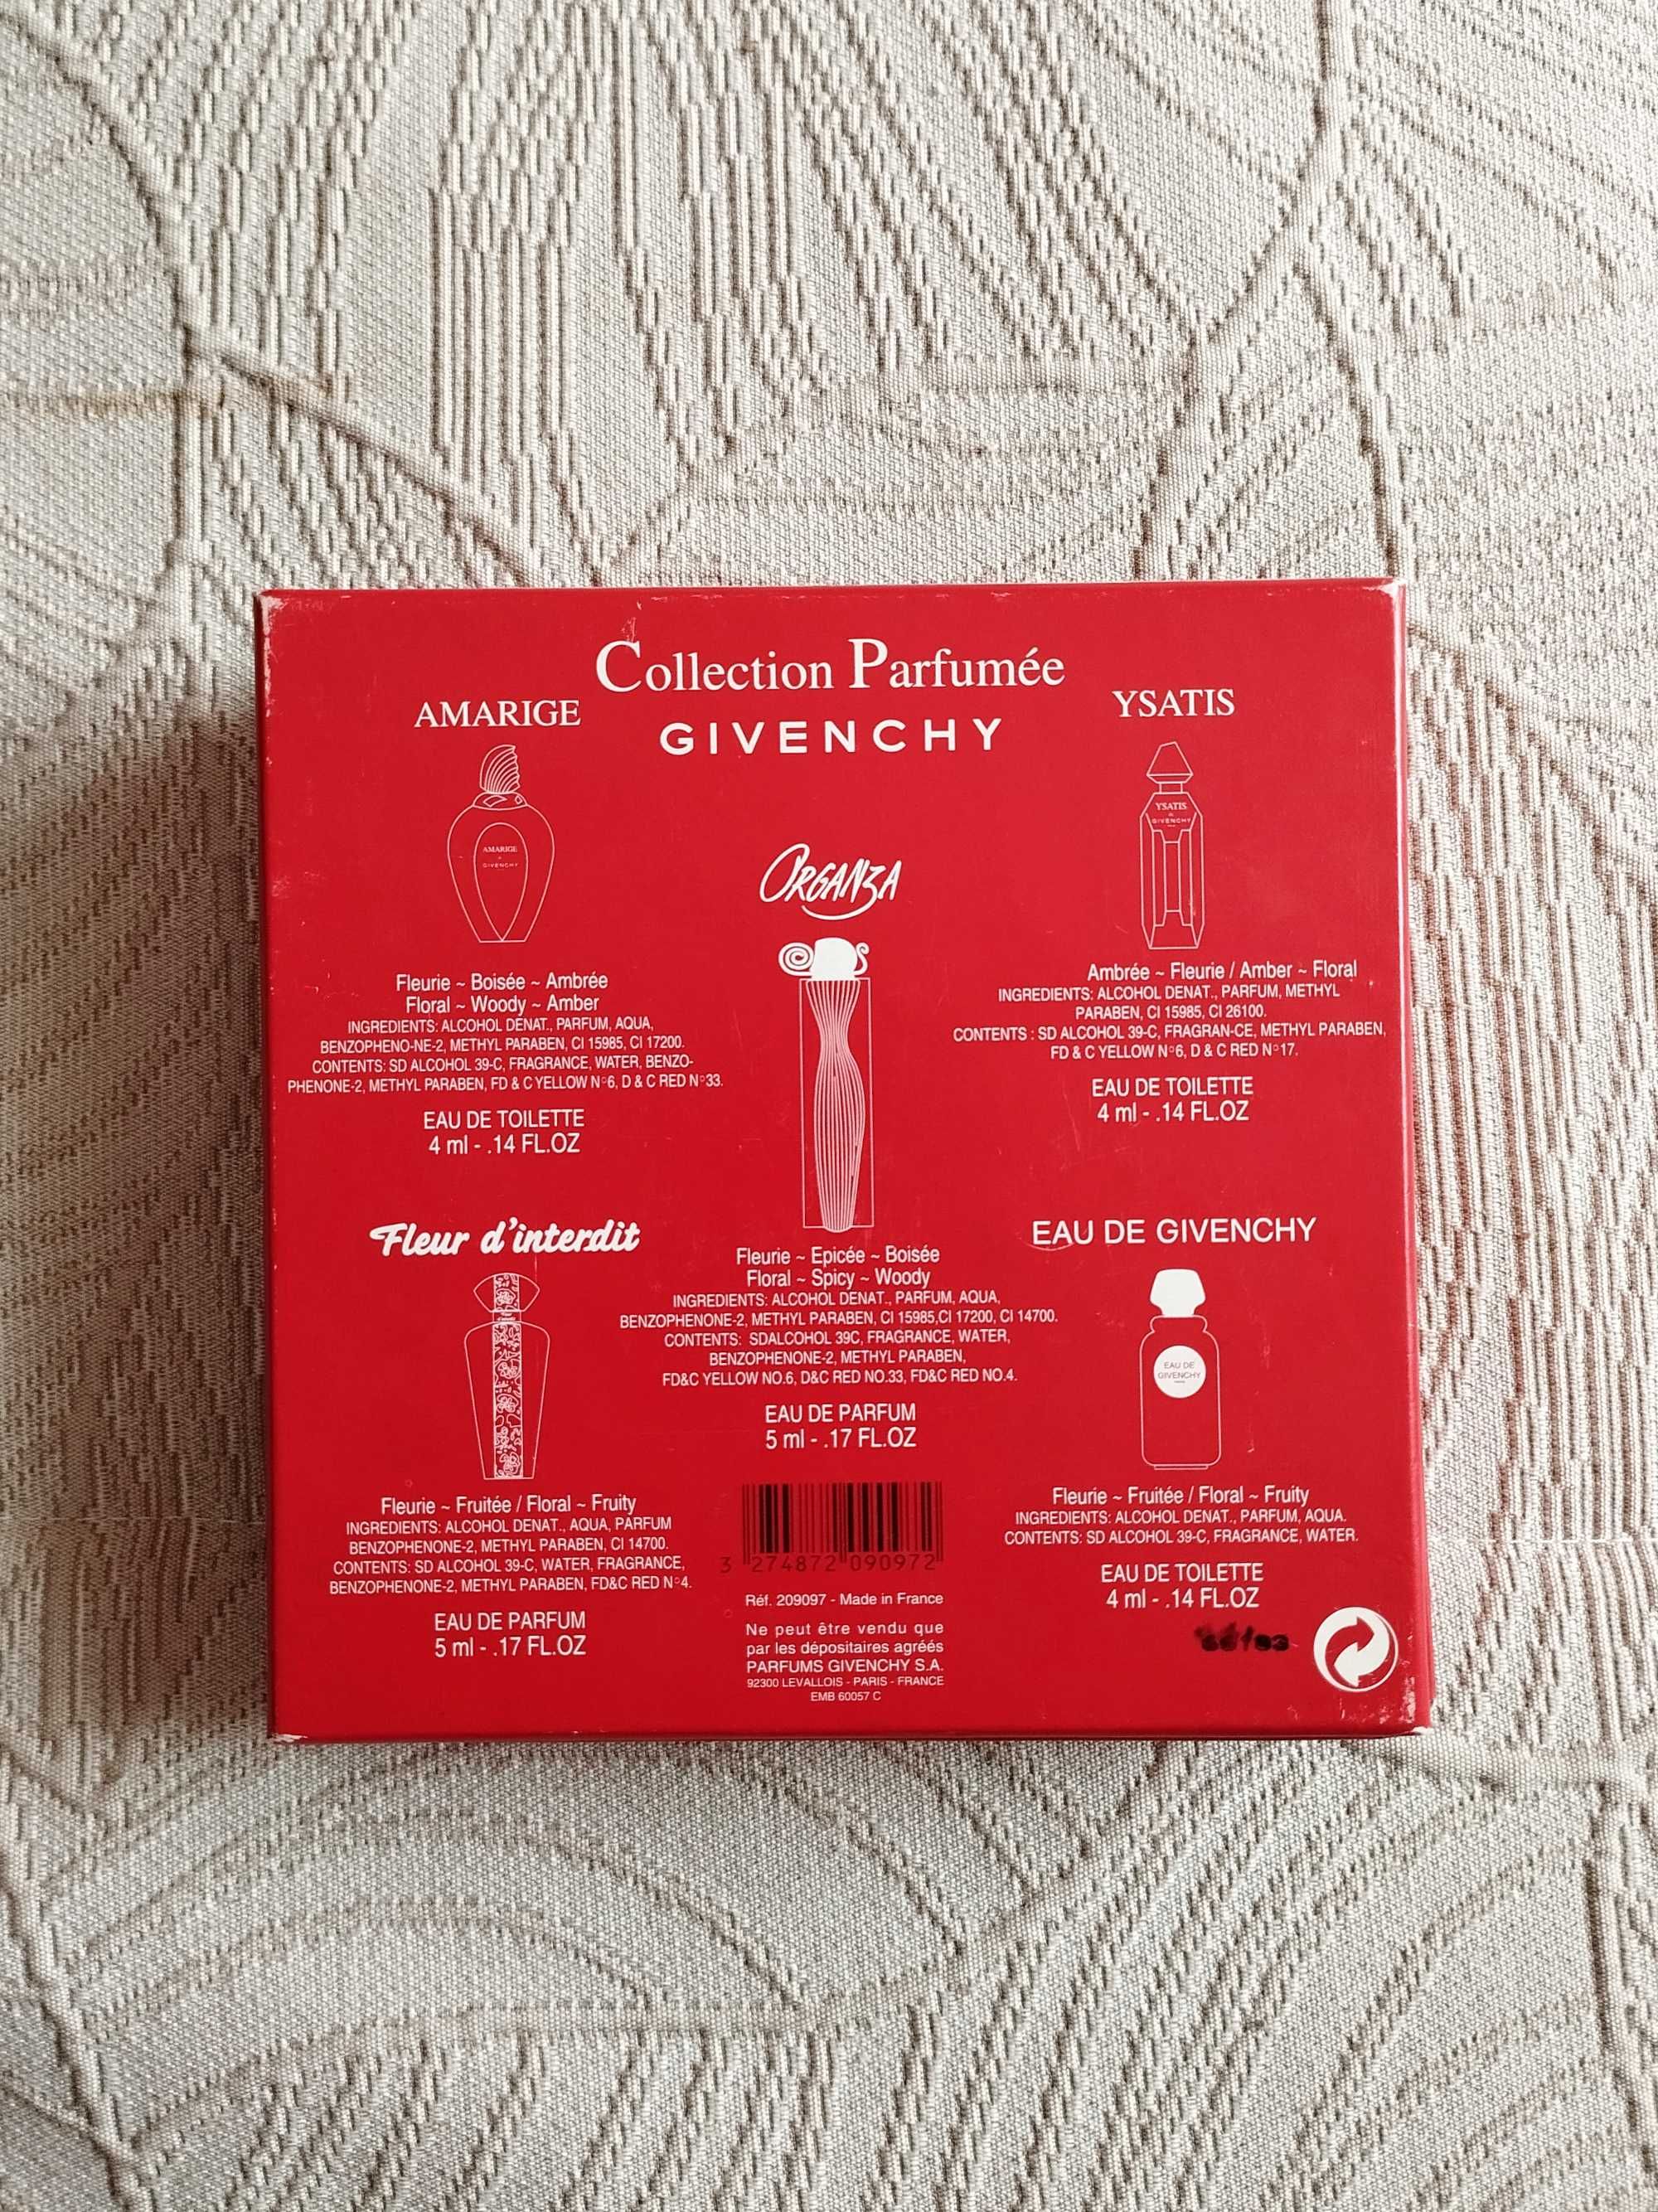 Collection Parfumée
GIVENCHY
AMARIGE
AMARIGE
GIVENCHY
Fleurie ~ Boisée ~ Ambrée
Floral ~ Woody ~ Amber
INGREDIENTS: ALCOHOL DENAT., PARFUM, AQUA,
BENZOPHENO-NE-2, METHYL PARABEN, CI 15985, CI 17200.
CONTENTS: SD ALCOHOL 39-C, FRAGRANCE, WATER, BENZO-
PHENONE-2, METHYL PARABEN, FD & C YELLOW N°6, D & C RED N°33.
EAU DE TOILETTE
4 ml - .14 FL.OZ
YSATIS
YSATIS
GIVENCHY
Ambrée ~ Fleurie / Amber ~ Floral
INGREDIENTS: ALCOHOL DENAT., PARFUM, METHYL
PARABEN, CI 15985, CI 26100.
CONTENTS : SD ALCOHOL 39-C, FRAGRAN-CE, METHYL PARABEN,
FD & C YELLOW N°6, D & C RED N°17.
EAU DE TOILETTE
4 ml - .14 FL.OZ
ORGANZA
Fleurie ~ Epicée ~ Boisée
Floral ~ Spicy ~ Woody
INGREDIENTS: ALCOHOL DENAT., PARFUM, AQUA,
BENZOPHENONE-2, METHYL PARABEN, CI 15985,CI 17200, CI 14700.
CONTENTS: SDALCOHOL 39C, FRAGRANCE, WATER,
BENZOPHENONE-2, METHYL PARABEN,
FD&C YELLOW NO.6, D&C RED NO.33, FD&C RED NO.4.
EAU DE PARFUM
5 ml - .17 FL.OZ
Fleur d'interdit
Fleurie ~ Fruitée / Floral ~ Fruity
INGREDIENTS: ALCOHOL DENAT., AQUA, PARFUM
BENZOPHENONE-2, METHYL PARABEN, CI 14700.
CONTENTS: SD ALCOHOL 39-C, WATER, FRAGRANCE,
BENZOPHENONE-2, METHYL PARABEN, FD&C RED N°4.
EAU DE PARFUM
5 ml - .17 FL.OZ
EAU DE GIVENCHY
EAU DE
GIVENCHY
Fleurie ~ Fruitée / Floral ~ Fruity
INGREDIENTS: ALCOHOL DENAT., PARFUM, AQUA.
CONTENTS: SD ALCOHOL 39-C, FRAGRANCE, WATER.
EAU DE TOILETTE
4 ml - .14 FL.OZ
3 274872 090972
Réf. 209097 - Made in France
Ne peut être vendu que
par les dépositaires agréés
PARFUMS GIVENCHY S.A.
92300 LEVALLOIS - PARIS - FRANCE
EMB 60057 C